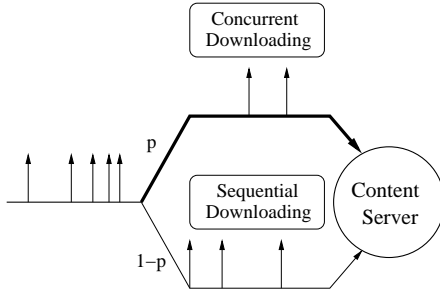 Concurrent
Downloading
p
Sequential
Downloading
Content
Server
1−p